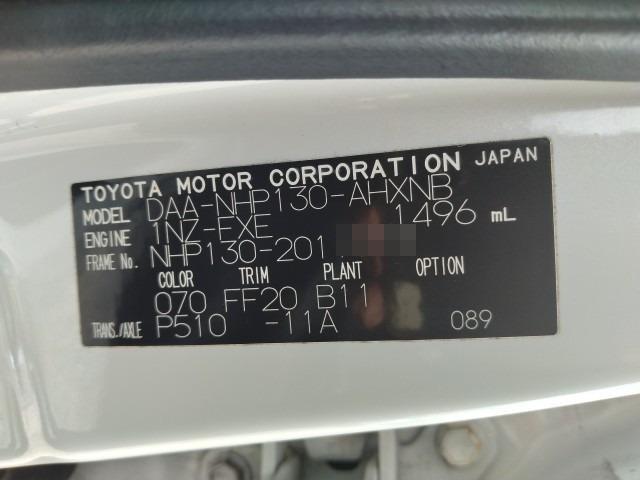 TOYOTA MOTOR CORPORATION JAPAN
MODEL DAA-NHP130-AHXNB
ENGINE 1NZ-EXE 1496 mL
FRAME No. NHP130-201
COLOR TRIM PLANT OPTION
070 FF20 B11
TRANS./AXLE P510 -11A 089